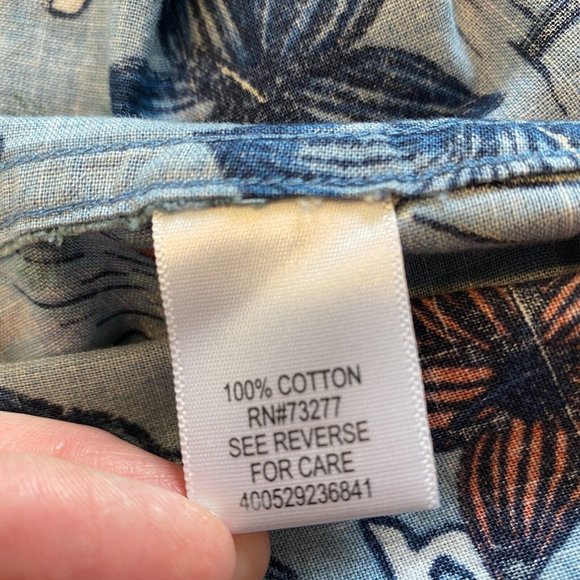 100% COTTON
RN#73277
SEE REVERSE
FOR CARE
400529236841